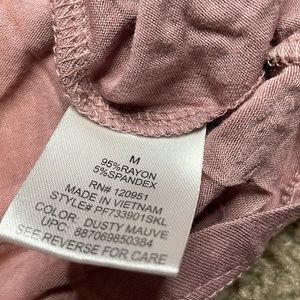 M
95%RAYON
5%SPANDEX
RN# 120951
MADE IN VIETNAM
STYLE# PF733901SKL
COLOR: DUSTY MAUVE
UPC: 887069850384
SEE REVERSE FOR CARE